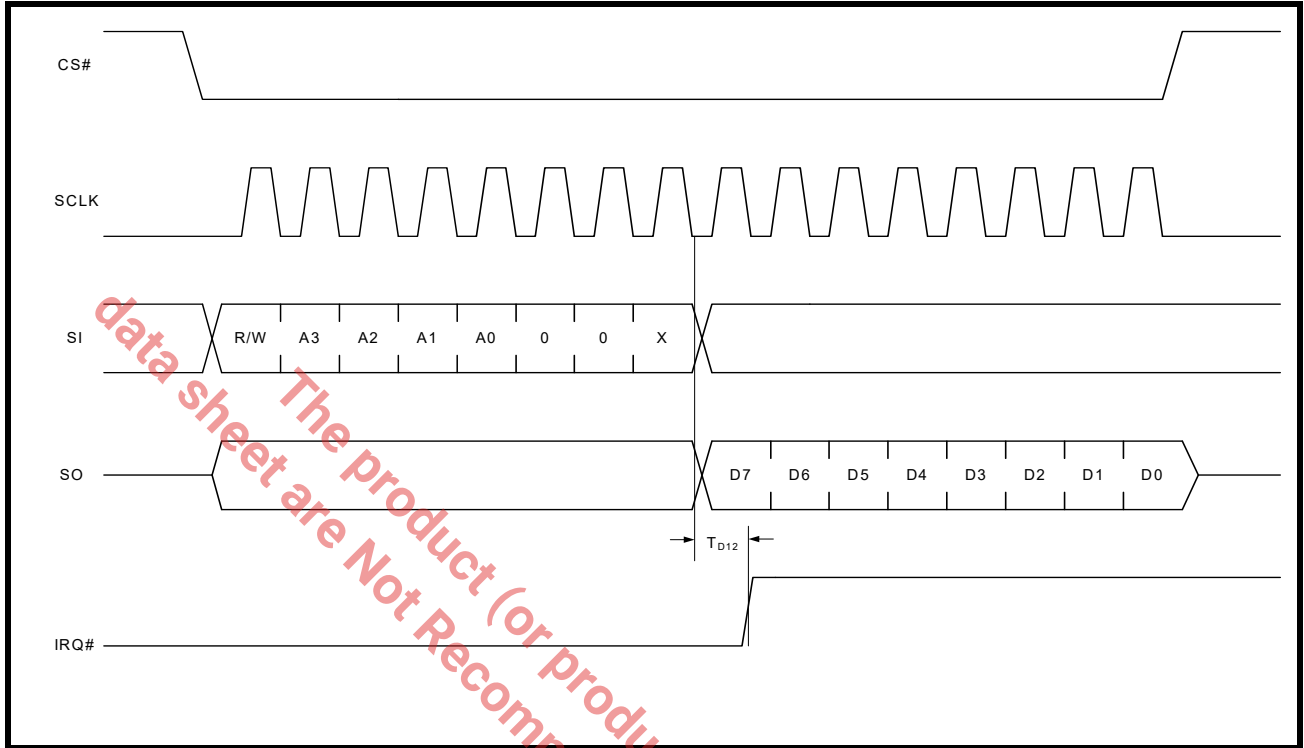 CS#
SCLK
SI
R/W A3 A2 A1 A0 0 0 X
SO
D7 D6 D5 D4 D3 D2 D1 D0
TD12
IRQ#
The product (or produ
data sheet are Not Recom